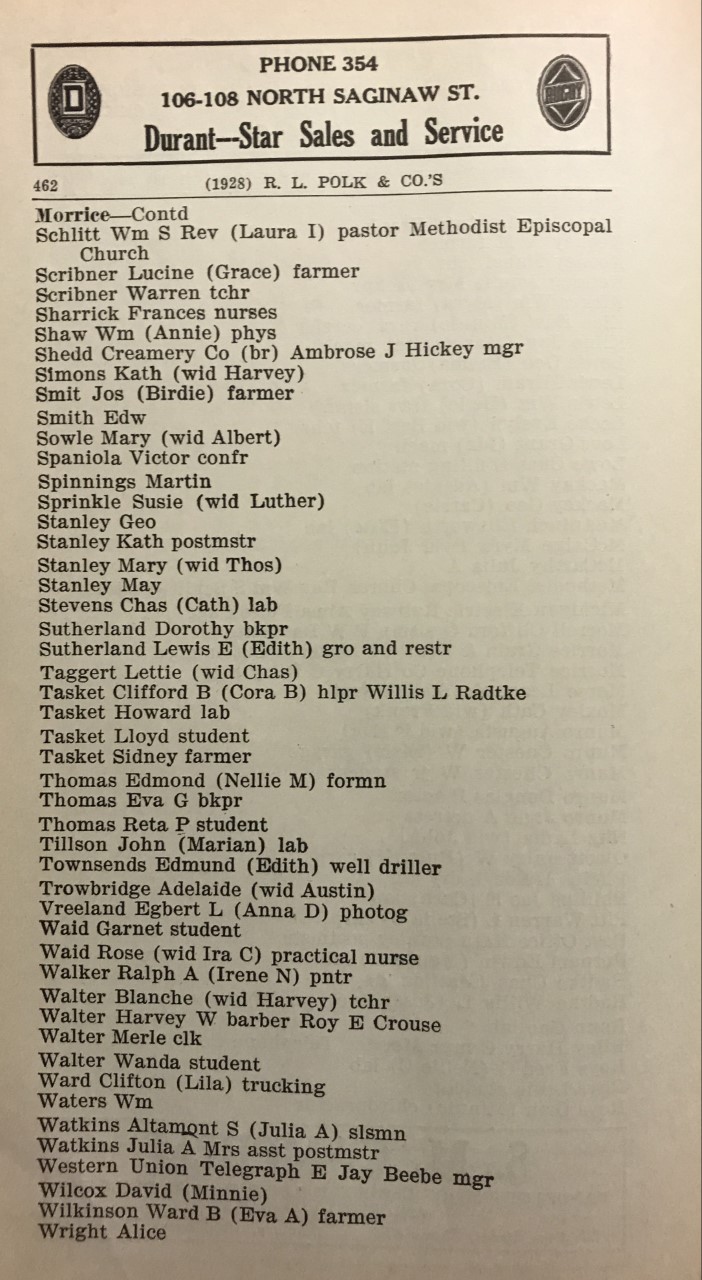 PHONE 354
106-108 NORTH SAGINAW ST.
Durant—Star Sales and Service
D
RUGBY
462 (1928) R. L. POLK & CO.'S
Morrice—Contd
Schlitt Wm S Rev (Laura I) pastor Methodist Episcopal
Church
Scribner Lucine (Grace) farmer
Scribner Warren tchr
Sharrick Frances nurses
Shaw Wm (Annie) phys
Shedd Creamery Co (br) Ambrose J Hickey mgr
Simons Kath (wid Harvey)
Smit Jos (Birdie) farmer
Smith Edw
Sowle Mary (wid Albert)
Spaniola Victor confr
Spinnings Martin
Sprinkle Susie (wid Luther)
Stanley Geo
Stanley Kath postmstr
Stanley Mary (wid Thos)
Stanley May
Stevens Chas (Cath) lab
Sutherland Dorothy bkpr
Sutherland Lewis E (Edith) gro and restr
Taggert Lettie (wid Chas)
Tasket Clifford B (Cora B) hlpr Willis L Radtke
Tasket Howard lab
Tasket Lloyd student
Tasket Sidney farmer
Thomas Edmond (Nellie M) formn
Thomas Eva G bkpr
Thomas Reta P student
Tillson John (Marian) lab
Townsends Edmund (Edith) well driller
Trowbridge Adelaide (wid Austin)
Vreeland Egbert L (Anna D) photog
Waid Garnet student
Waid Rose (wid Ira C) practical nurse
Walker Ralph A (Irene N) pntr
Walter Blanche (wid Harvey) tchr
Walter Harvey W barber Roy E Crouse
Walter Merle clk
Walter Wanda student
Ward Clifton (Lila) trucking
Waters Wm
Watkins Altamont S (Julia A) slsmn
Watkins Julia A Mrs asst postmstr
Western Union Telegraph E Jay Beebe mgr
Wilcox David (Minnie)
Wilkinson Ward B (Eva A) farmer
Wright Alice